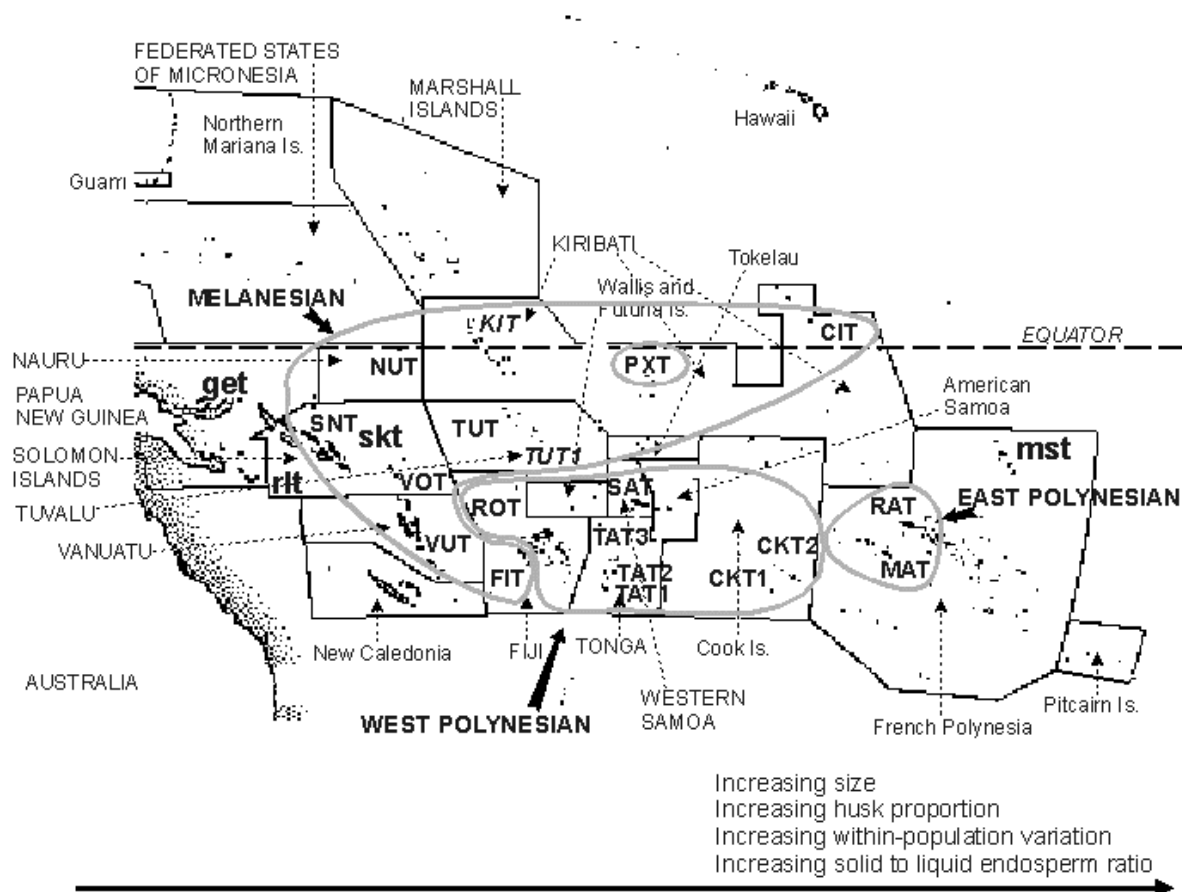 FEDERATED STATES
OF MICRONESIA
MARSHALL
ISLANDS
Hawaii
Northern
Mariana Is.
Guam
KIRIBATI
Tokelau
Wallis and
Futuna Is.
MELANESIAN
KIT
CIT
EQUATOR
NAURU
NUT
PXT
get
PAPUA
NEW GUINEA
American
Samoa
SNT
skt
TUT
mst
SOLOMON
ISLANDS
TUT1
rlt
VOT
SAT
EAST POLYNESIAN
TUVALU
ROT
RAT
VANUATU
VUT
TAT3
CKT2
FIT
TAT2
CKT1
MAT
TAT1
New Caledonia
FIJI
TONGA
Cook Is.
AUSTRALIA
WESTERN
SAMOA
Pitcairn Is.
WEST POLYNESIAN
French Polynesia
Increasing size
Increasing husk proportion
Increasing within-population variation
Increasing solid to liquid endosperm ratio